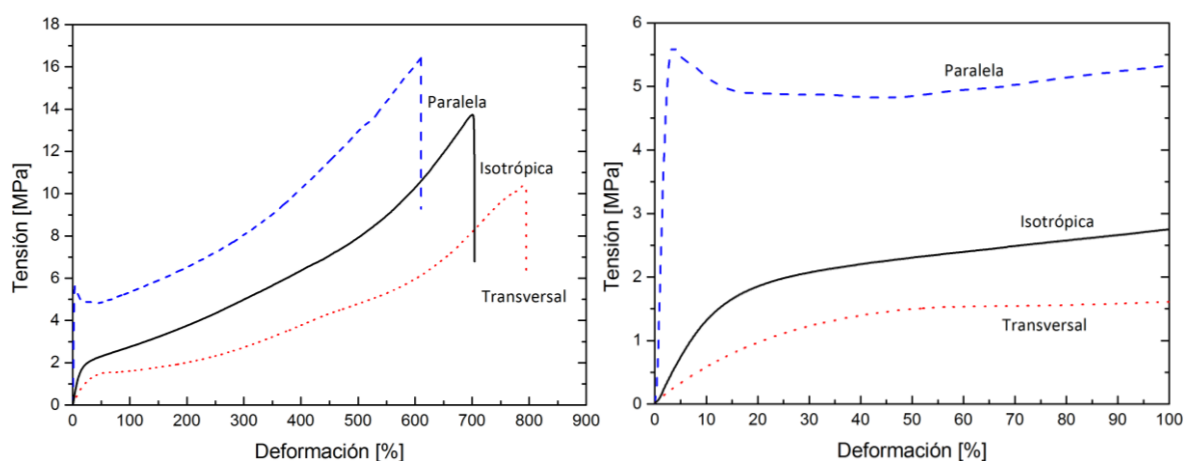 18
16
14
12
10
8
6
4
2
0
Tensión [MPa]
Paralela
Isotrópica
Transversal
0 100 200 300 400 500 600 700 800 900
Deformación [%]
6
5
4
3
2
1
0
Tensión [MPa]
Paralela
Isotrópica
Transversal
0 10 20 30 40 50 60 70 80 90 100
Deformación [%]